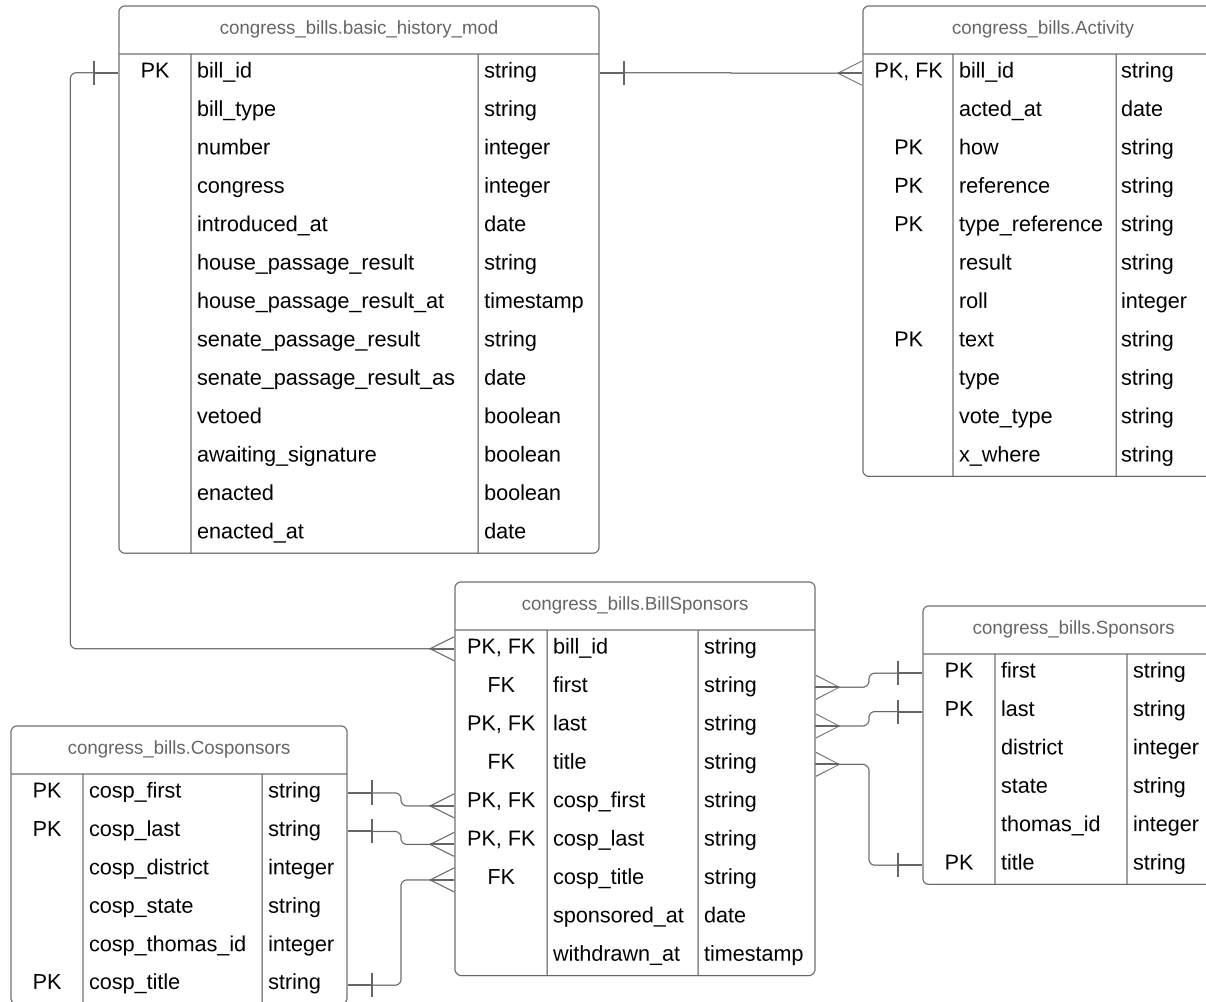 congress_bills.basic_history_mod
PK bill_id string
bill_type string
number integer
congress integer
introduced_at date
house_passage_result string
house_passage_result_at timestamp
senate_passage_result string
senate_passage_result_as date
vetoed boolean
awaiting_signature boolean
enacted boolean
enacted_at date
congress_bills.Activity
PK, FK bill_id string
acted_at date
PK how string
PK reference string
PK type_reference string
result string
roll integer
PK text string
type string
vote_type string
x_where string
congress_bills.BillSponsors
PK, FK bill_id string
FK first string
PK, FK last string
FK title string
PK, FK cosp_first string
PK, FK cosp_last string
FK cosp_title string
sponsored_at date
withdrawn_at timestamp
congress_bills.Sponsors
PK first string
PK last string
district integer
state string
thomas_id integer
PK title string
congress_bills.Cosponsors
PK cosp_first string
PK cosp_last string
cosp_district integer
cosp_state string
cosp_thomas_id integer
PK cosp_title string